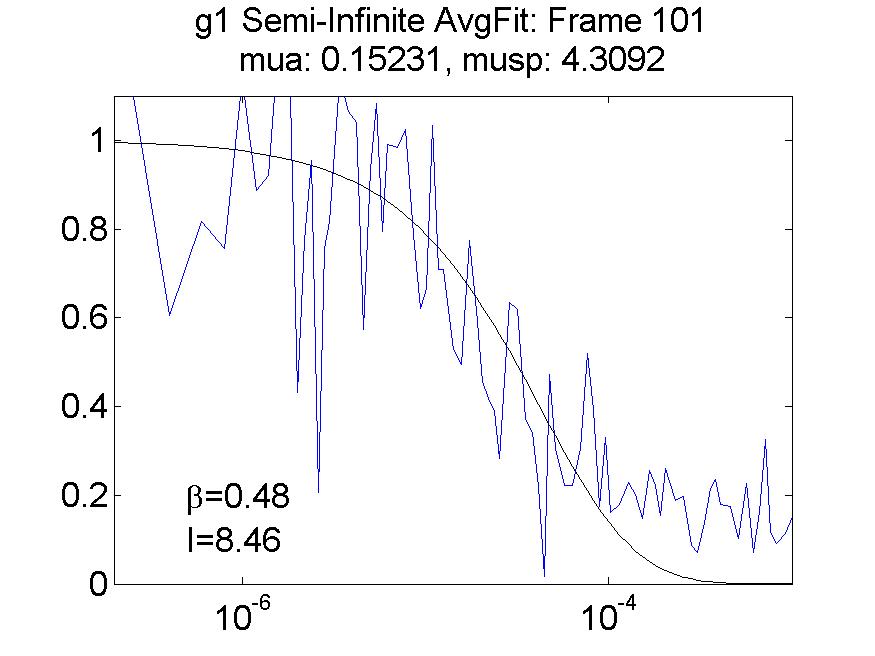 g1 Semi-Infinite AvgFit: Frame 101
mua: 0.15231, musp: 4.3092
1
0.8
0.6
0.4
0.2
0
β=0.48
I=8.46
10^-6
10^-4